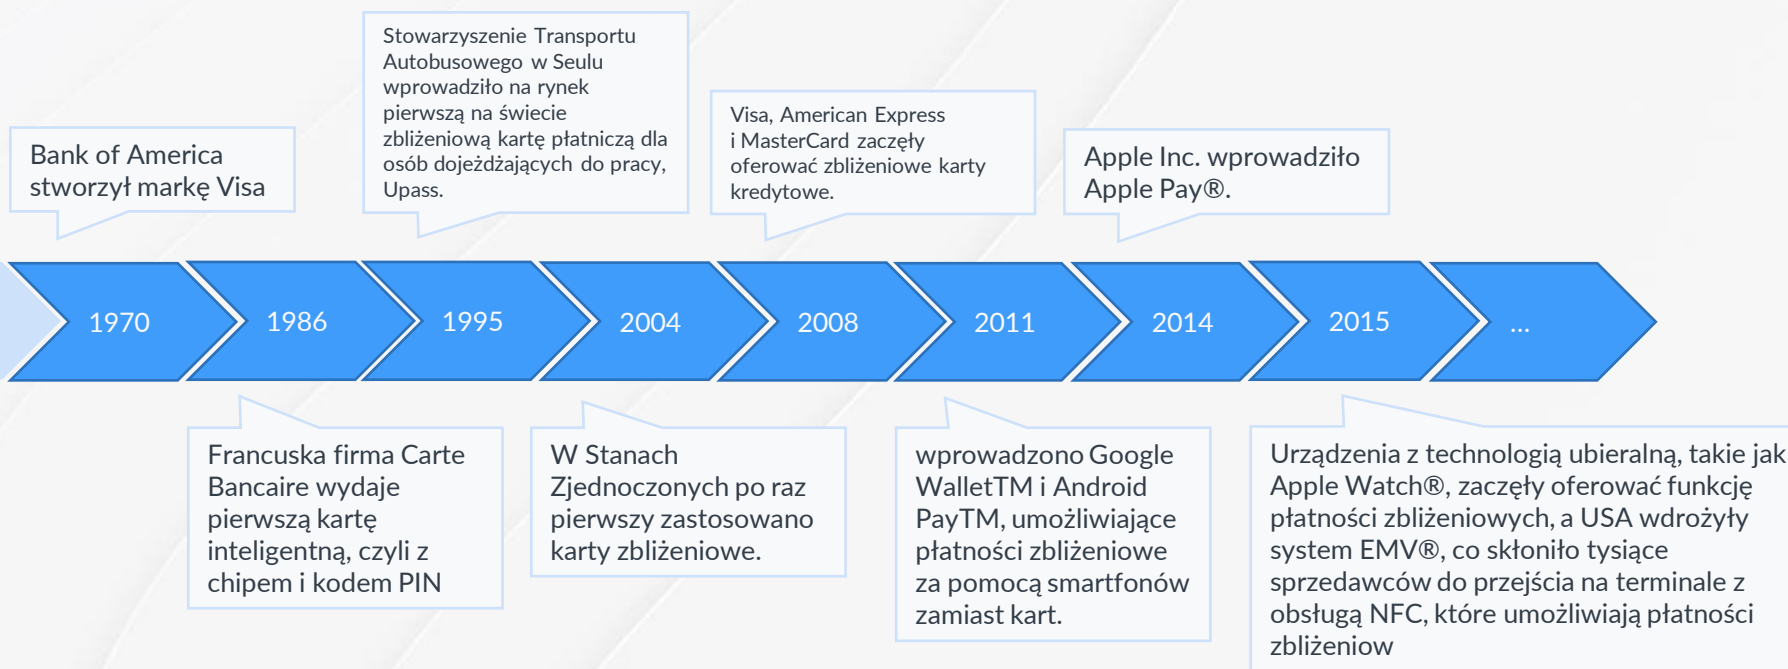 Stowarzyszenie Transportu
Autobusowego w Seulu
wprowadziło na rynek
pierwszą na świecie
zbliżeniową kartę płatniczą dla
osób dojeżdżających do pracy,
Upass.
Visa, American Express
i MasterCard zaczęły
oferować zbliżeniowe karty
kredytowe.
Bank of America
stworzył markę Visa
Apple Inc. wprowadziło
Apple Pay®.
1970
1986
1995
2004
2008
2011
2014
2015
...
Francuska firma Carte
Bancaire wydaje
pierwszą kartę
inteligentną, czyli z
chipem i kodem PIN
W Stanach
Zjednoczonych po raz
pierwszy zastosowano
karty zbliżeniowe.
wprowadzono Google
WalletTM i Android
PayTM, umożliwiające
płatności zbliżeniowe
za pomocą smartfonów
zamiast kart.
Urządzenia z technologią ubieralną, takie jak
Apple Watch®, zaczęły oferować funkcję
płatności zbliżeniowych, a USA wdrożyły
system EMV®, co skłoniło tysiące
sprzedawców do przejścia na terminale z
obsługą NFC, które umożliwiają płatności
zbliżeniow